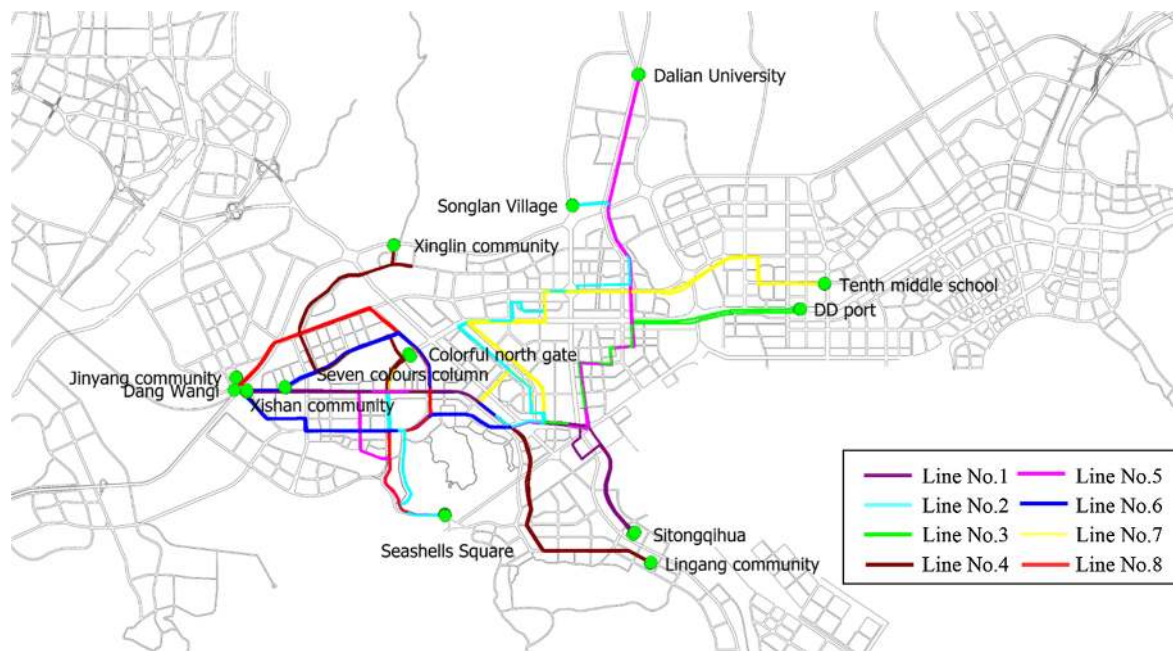 Dalian University
Songlan Village
Xinglin community
Tenth middle school
DD port
Colorful north gate
Jinyang community
Seven colours column
Dang Wangi
Xishan community
Seashells Square
Sitongqihua
Lingang community
Line No.1
Line No.5
Line No.2
Line No.6
Line No.3
Line No.7
Line No.4
Line No.8